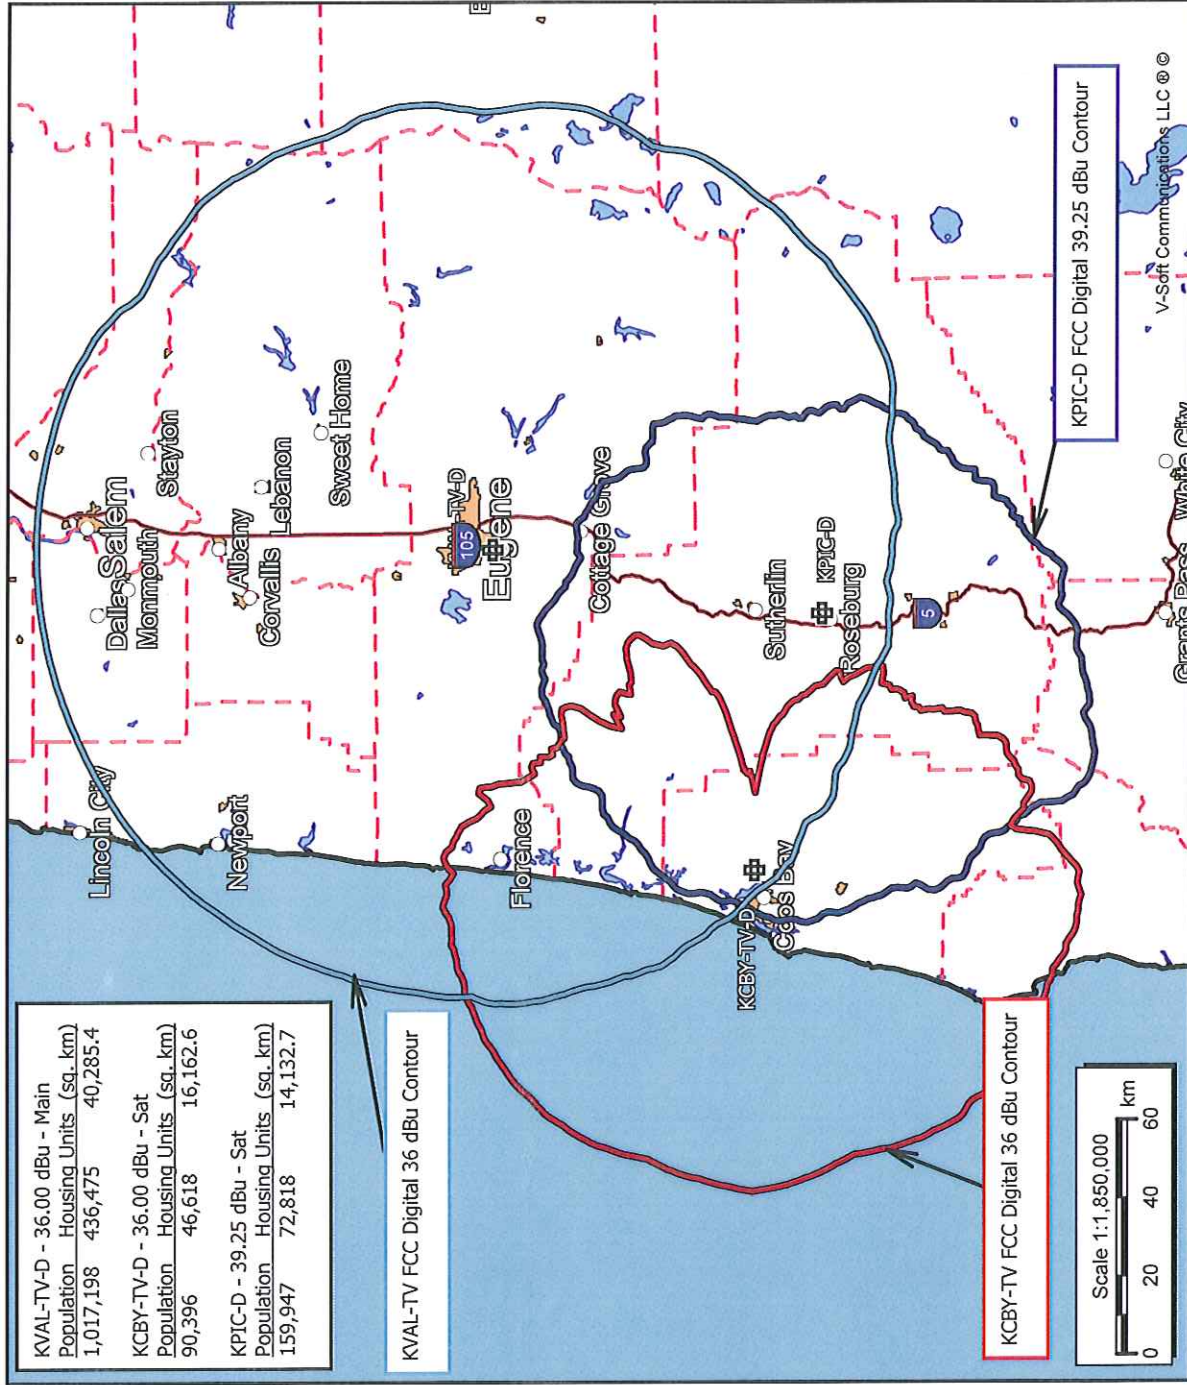 KVAL-TV-D - 36.00 dBu - Main
Population Housing Units (sq. km)
1,017,198 436,475 40,285.4
KCBY-TV-D - 36.00 dBu - Sat
Population Housing Units (sq. km)
90,396 46,618 16,162.6
KPIC-D - 39.25 dBu - Sat
Population Housing Units (sq. km)
159,947 72,818 14,132.7
KVAL-TV FCC Digital 36 dBu Contour
KCBY-TV FCC Digital 36 dBu Contour
KPIC-D FCC Digital 39.25 dBu Contour
Lincoln City
Newport
Florence
KCBY-TV-D
Coos Bay
Dallas
Salem
Monmouth
Stayton
Albany
Corvallis
Lebanon
Sweet Home
-TV-D
105
Eugene
Cottage Grove
Sutherlin
KPIC-D
Roseburg
5
Grants Pass
White City
Scale 1:1,850,000
0 20 40 60
km
V-Soft Communications LLC ® ©